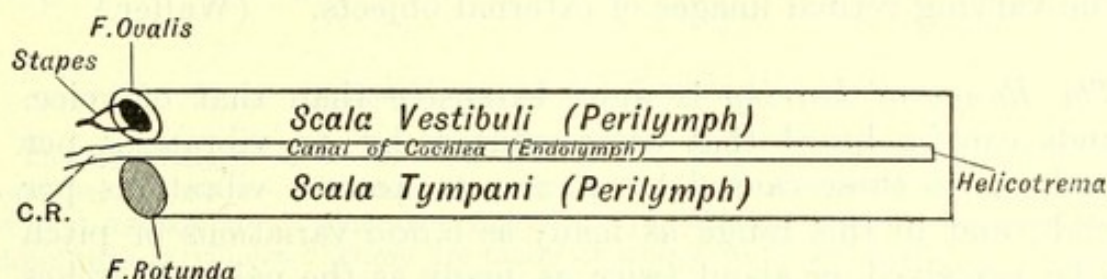 F.Ovalis
Stapes
Scala Vestibuli (Perilymph)
Canal of Cochlea (Endolymph)
Scala Tympani (Perilymph)
Helicotrema
C.R.
F.Rotunda